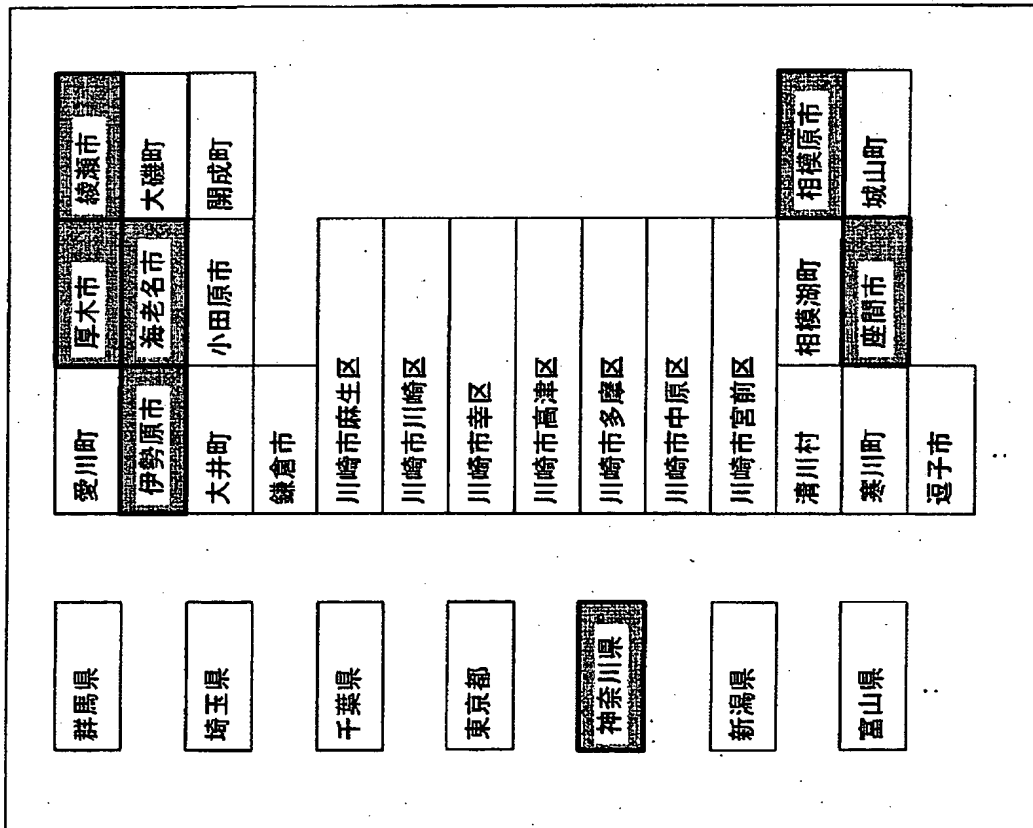 群馬県
埼玉県
千葉県
東京都
神奈川県
新潟県
富山県
愛川町 厚木市 綾瀬市
伊勢原市 海老名市 大磯町
大井町 小田原市 開成町
鎌倉市
川崎市麻生区
川崎市川崎区
川崎市幸区
川崎市高津区
川崎市多摩区
川崎市中原区
川崎市宮前区
清川村 相模湖町 相模原市
寒川町 座間市 城山町
逗子市